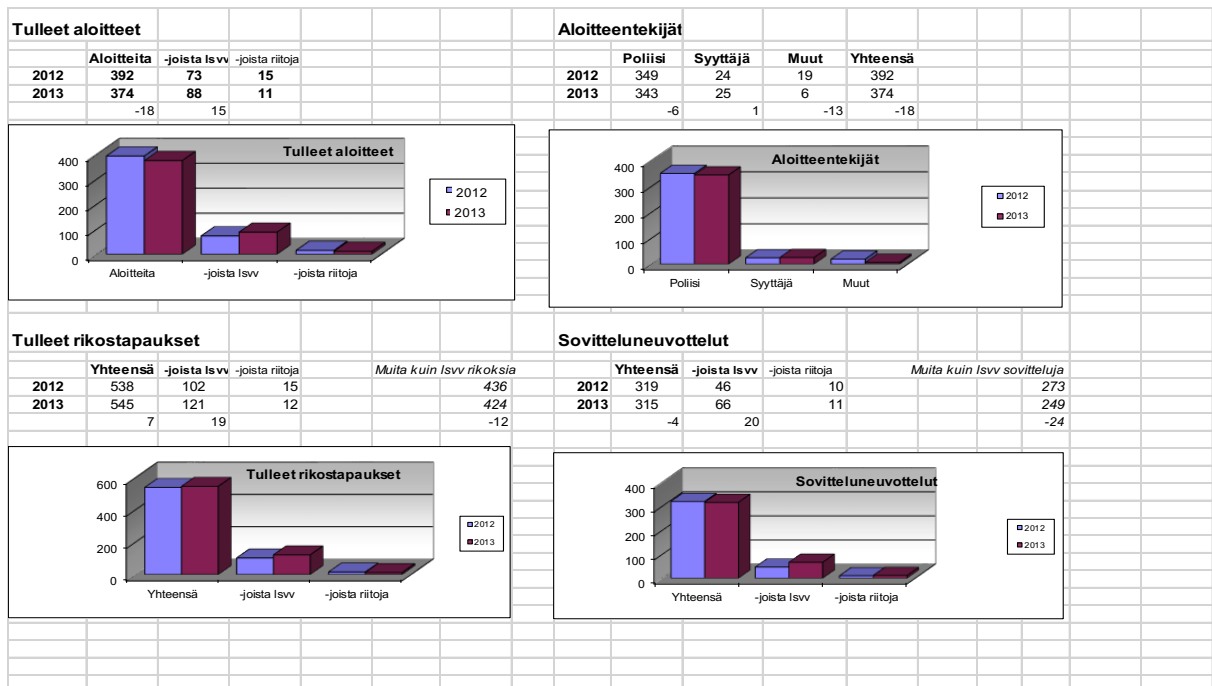 Tulleet aloitteet
Aloitteita -joista lsvv -joista riitoja
2012 392 73 15
2013 374 88 11
-18 15
Tulleet aloitteet
400
300
200
100
0
Aloitteita -joista lsvv -joista riitoja
2012
2013
Aloitteentekijät
Poliisi Syyttäjä Muut Yhteensä
2012 349 24 19 392
2013 343 25 6 374
-6 1 -13 -18
Aloitteentekijät
400
300
200
100
0
Poliisi Syyttäjä Muut
2012
2013
Tulleet rikostapaukset
Yhteensä -joista lsvv -joista riitoja Muita kuin lsvv rikoksia
2012 538 102 15 436
2013 545 121 12 424
7 19 -12
Tulleet rikostapaukset
600
400
200
0
Yhteensä -joista lsvv -joista riitoja
2012
2013
Sovitteluneuvottelut
Yhteensä -joista lsvv -joista riitoja Muita kuin lsvv sovitteluja
2012 319 46 10 273
2013 315 66 11 249
-4 20 -24
Sovitteluneuvottelut
400
300
200
100
0
Yhteensä -joista lsvv -joista riitoja
2012
2013